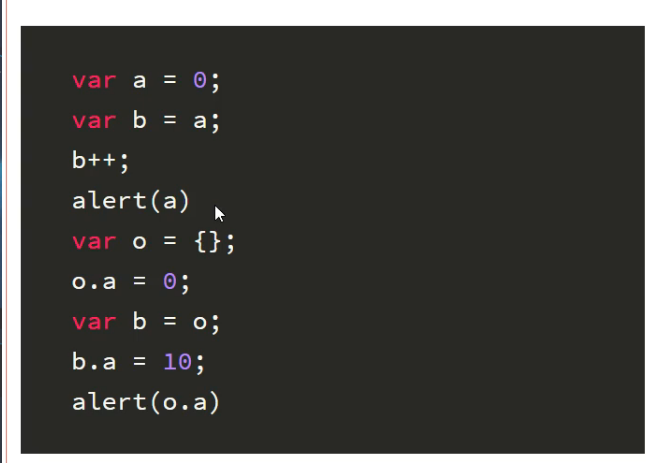 var a = 0;
var b = a;
b++;
alert(a)
var o = {};
o.a = 0;
var b = o;
b.a = 10;
alert(o.a)